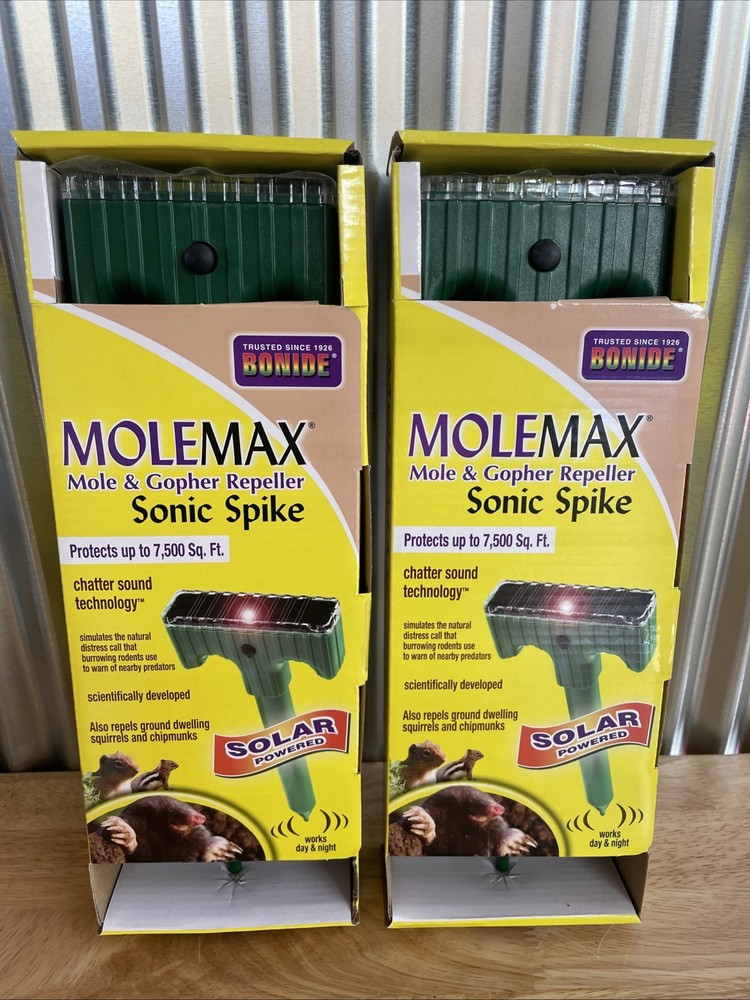 TRUSTED SINCE 1926
BONIDE®
MOLEMAX®
Mole & Gopher Repeller
Sonic Spike
Protects up to 7,500 Sq. Ft.
chatter sound
technology™
simulates the natural
distress call that
burrowing rodents use
to warn of nearby predators
scientifically developed
Also repels ground dwelling
squirrels and chipmunks
SOLAR
POWERED
works
day & night
TRUSTED SINCE 1926
BONIDE®
MOLEMAX®
Mole & Gopher Repeller
Sonic Spike
Protects up to 7,500 Sq. Ft.
chatter sound
technology™
simulates the natural
distress call that
burrowing rodents use
to warn of nearby predators
scientifically developed
Also repels ground dwelling
squirrels and chipmunks
SOLAR
POWERED
works
day & night